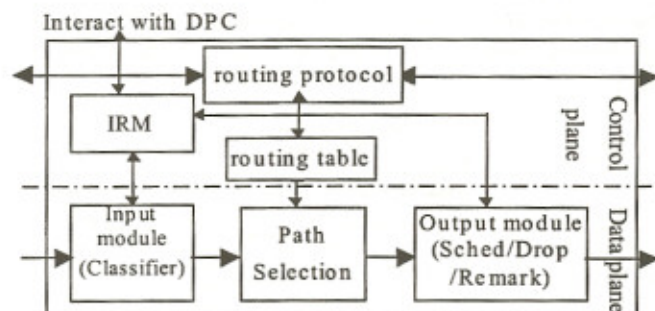 Interact with DPC
routing protocol
IRM
routing table
Control
plane
Input
module
(Classifier)
Path
Selection
Output module
(Sched/Drop
/Remark)
Data plane